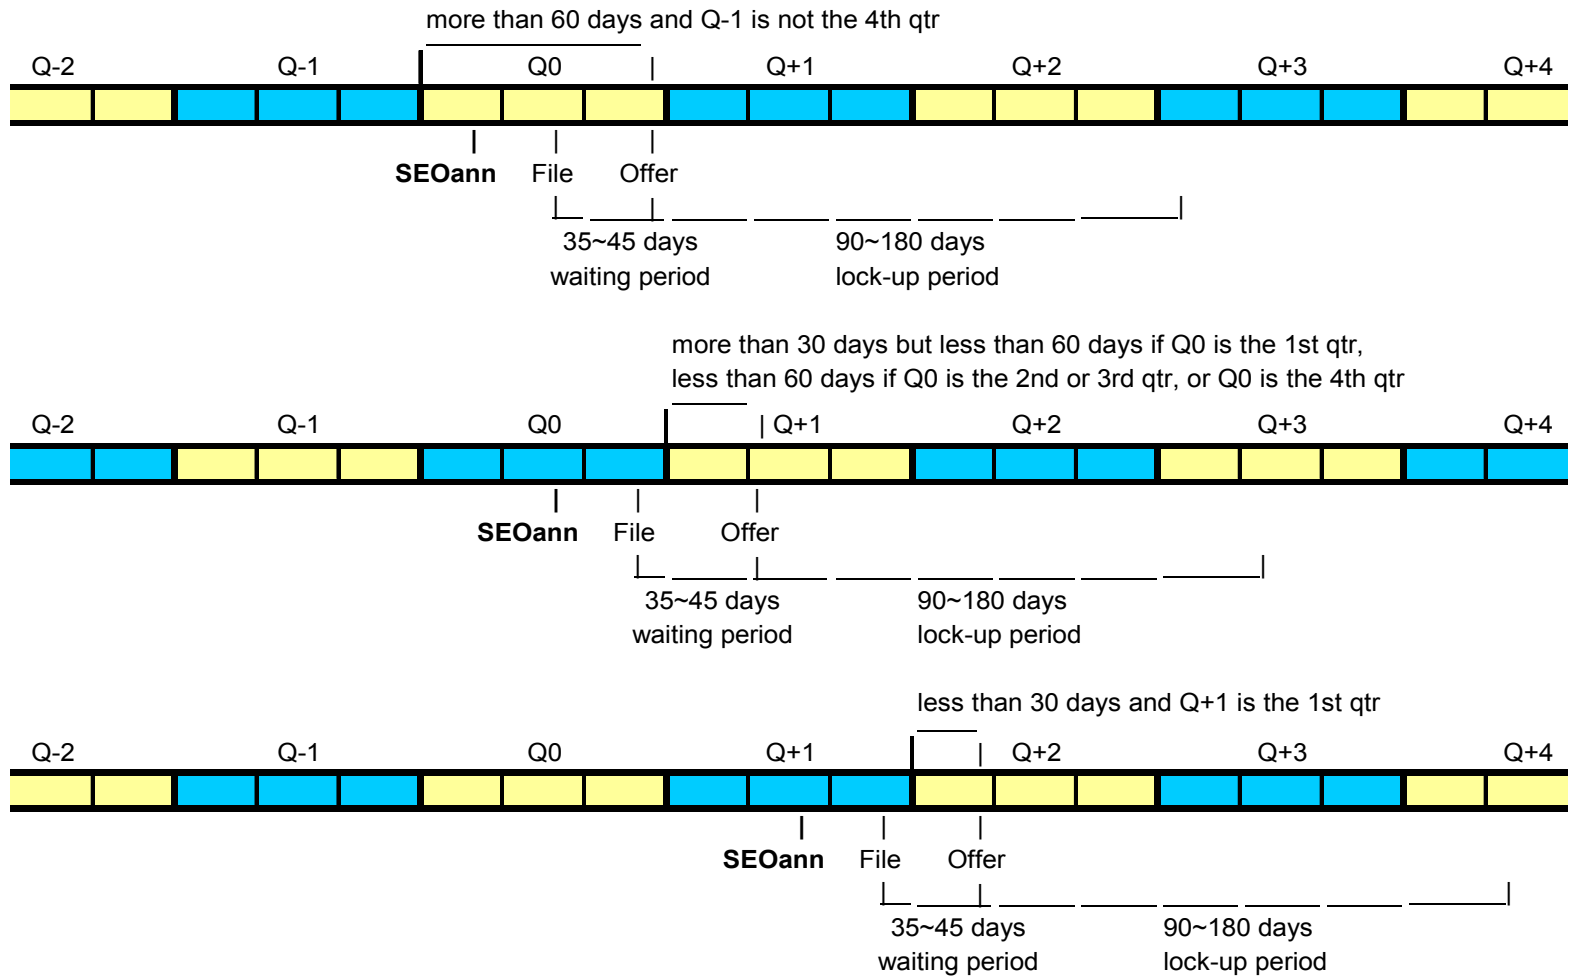 more than 60 days and Q-1 is not the 4th qtr
Q-2 Q-1 Q0 Q+1 Q+2 Q+3 Q+4
SEOann File Offer
35~45 days 90~180 days
waiting period lock-up period
more than 30 days but less than 60 days if Q0 is the 1st qtr,
less than 60 days if Q0 is the 2nd or 3rd qtr, or Q0 is the 4th qtr
Q-2 Q-1 Q0 Q+1 Q+2 Q+3 Q+4
SEOann File Offer
35~45 days 90~180 days
waiting period lock-up period
less than 30 days and Q+1 is the 1st qtr
Q-2 Q-1 Q0 Q+1 Q+2 Q+3 Q+4
SEOann File Offer
35~45 days 90~180 days
waiting period lock-up period